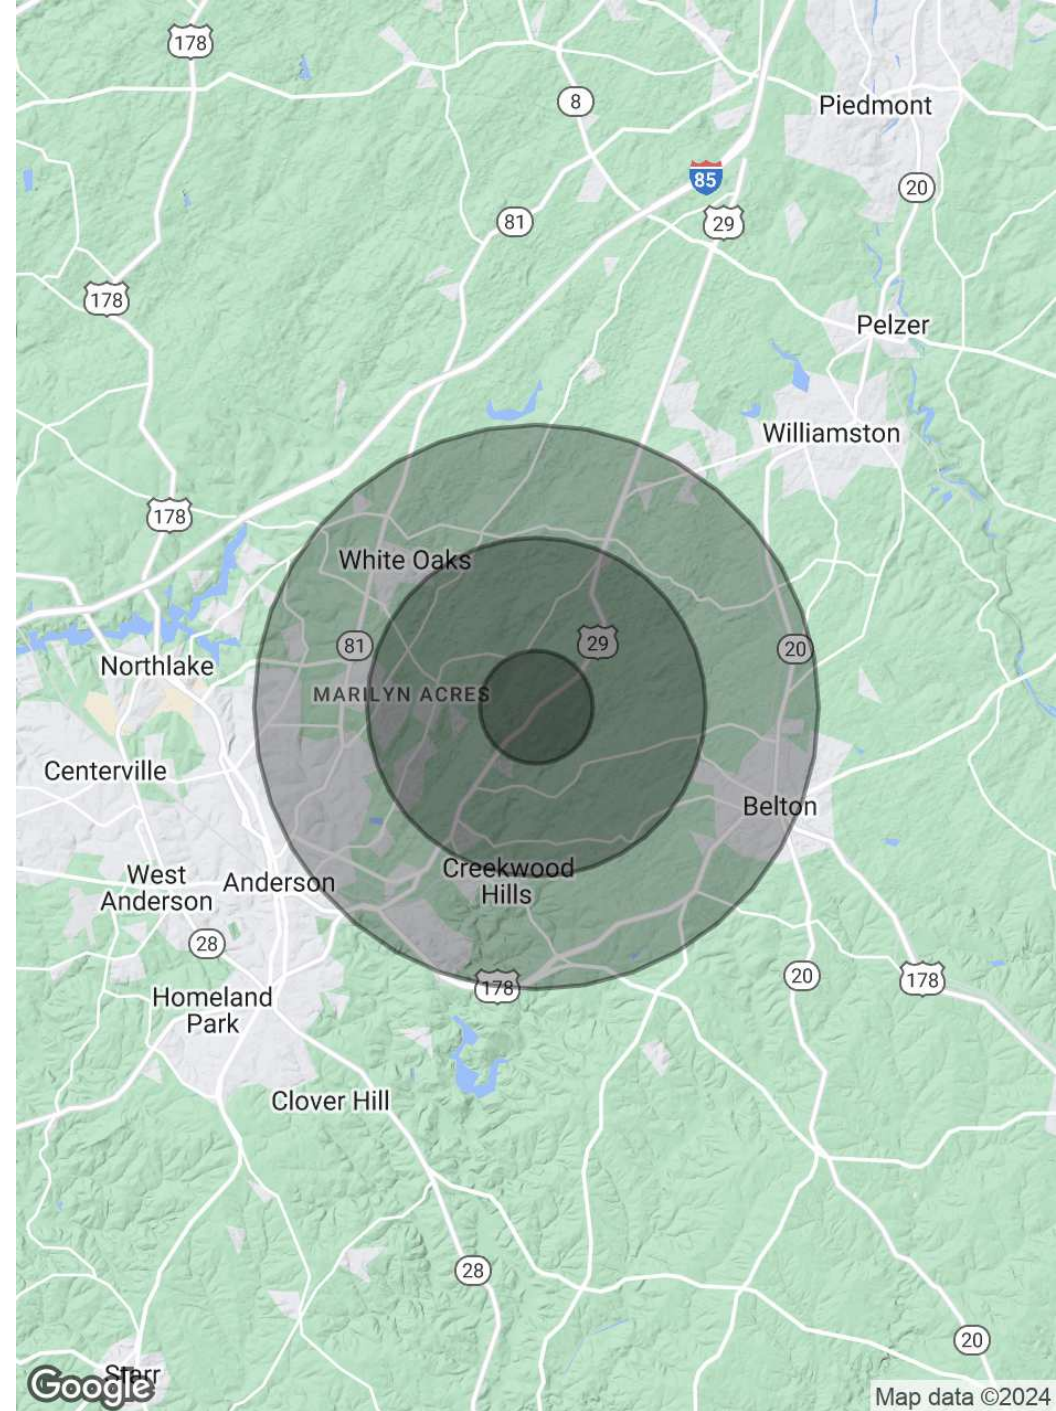 178
8
Piedmont
85
20
81
29
178
Pelzer
Williamston
178
White Oaks
29
81
20
Northlake
MARILYN ACRES
Centerville
Belton
Creekwood
Hills
West
Anderson
Anderson
28
178
20
178
Homeland
Park
Clover Hill
28
20
Starr
Google
Map data ©2024